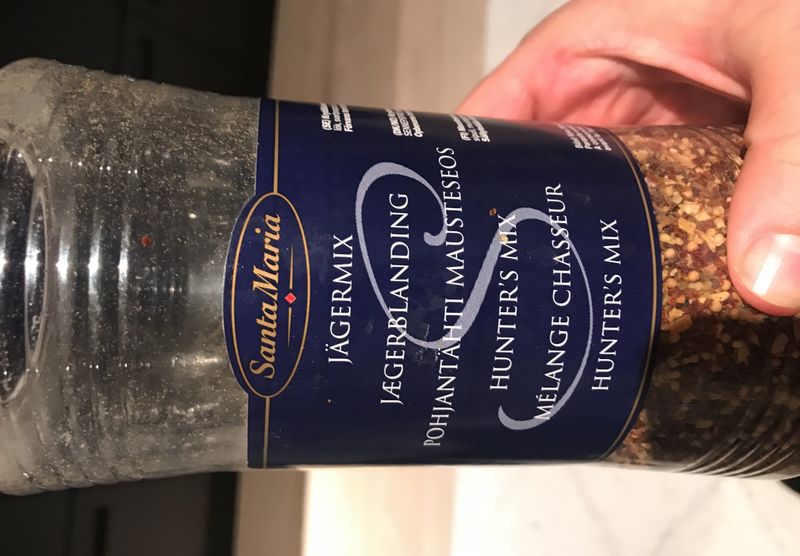 Santa Maria
JÄGERMIX
JÆGERBLANDING
POHJANTÄHTI MAUSTESEOS
HUNTER'S MIX
MÉLANGE CHASSEUR
HUNTER'S MIX